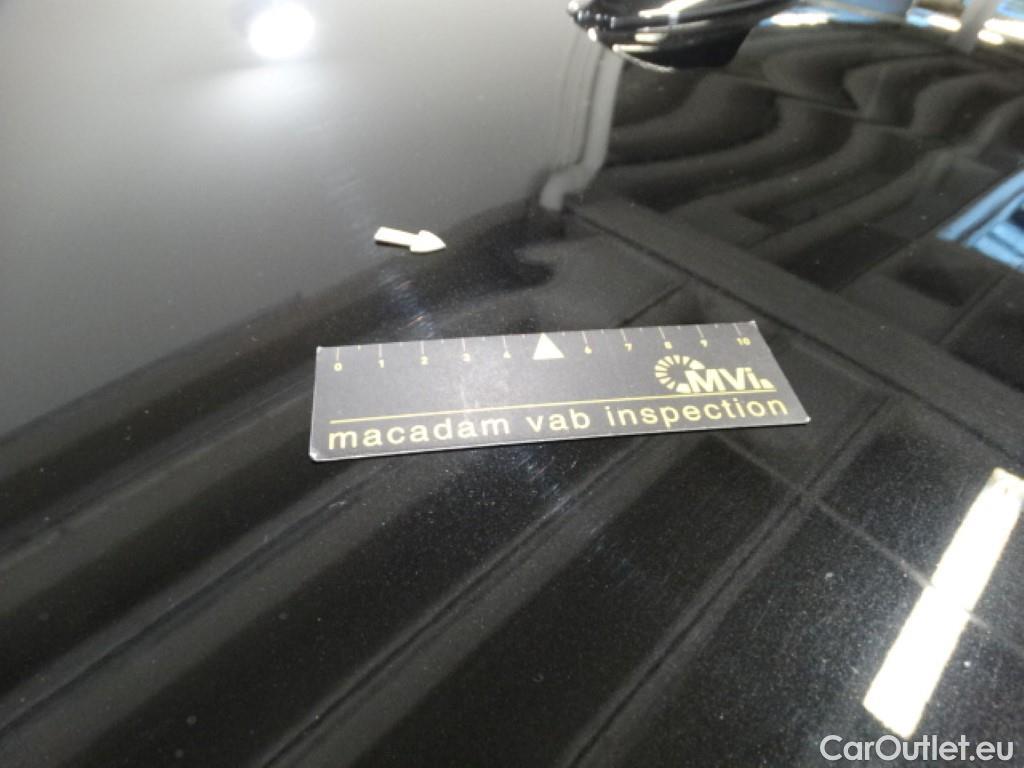 0 1 2 3 4 6 7 8 9 10
MVi
macadam vab inspection
CarOutlet.eu